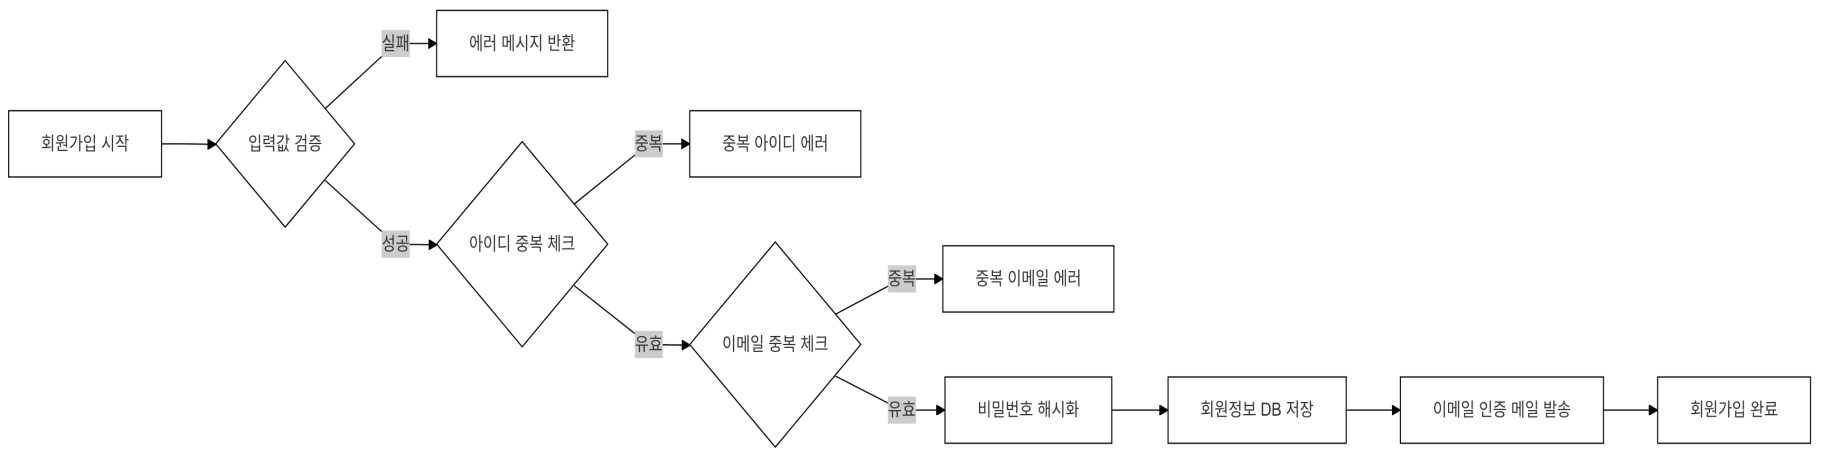 회원가입 시작
입력값 검증
실패
에러 메시지 반환
성공
아이디 중복 체크
중복
중복 아이디 에러
유효
이메일 중복 체크
중복
중복 이메일 에러
유효
비밀번호 해시화
회원정보 DB 저장
이메일 인증 메일 발송
회원가입 완료